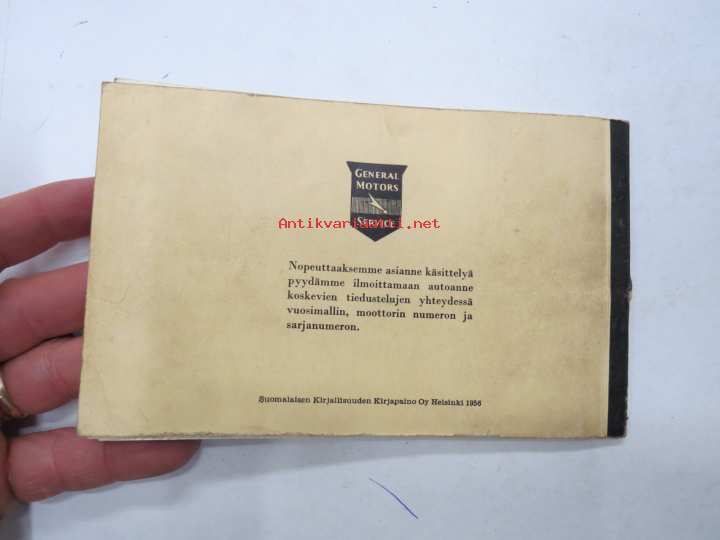 GENERAL
MOTORS
SERVICE
Antikvariaatti.net
Nopeuttaaksemme asianne käsittelyä
pyydämme ilmoittamaan autoanne
koskevien tiedustelujen yhteydessä
vuosimallin, moottorin numeron ja
sarjanumeron.
Suomalaisen Kirjallisuuden Kirjapaino Oy Helsinki 1956